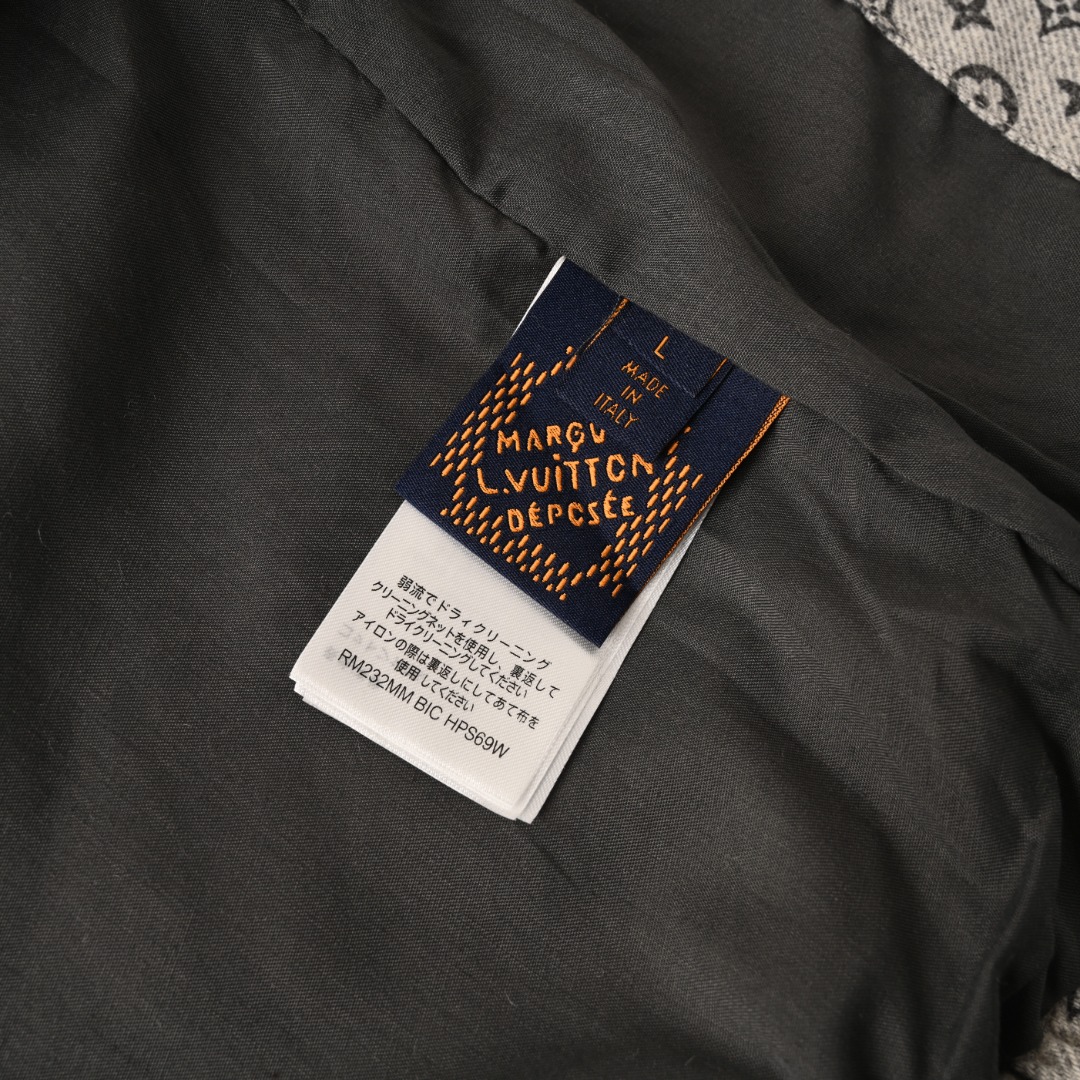 L
MADE
IN
ITALY
MARQU
L.VUITTON
DÉPOSÉE
弱流でドライクリーニング
クリーニングネットを使用し、裏返して
ドライクリーニングしてください
アイロンの際は裏返しにしてあて布を
使用してください
RM232MM BIC HPS69W